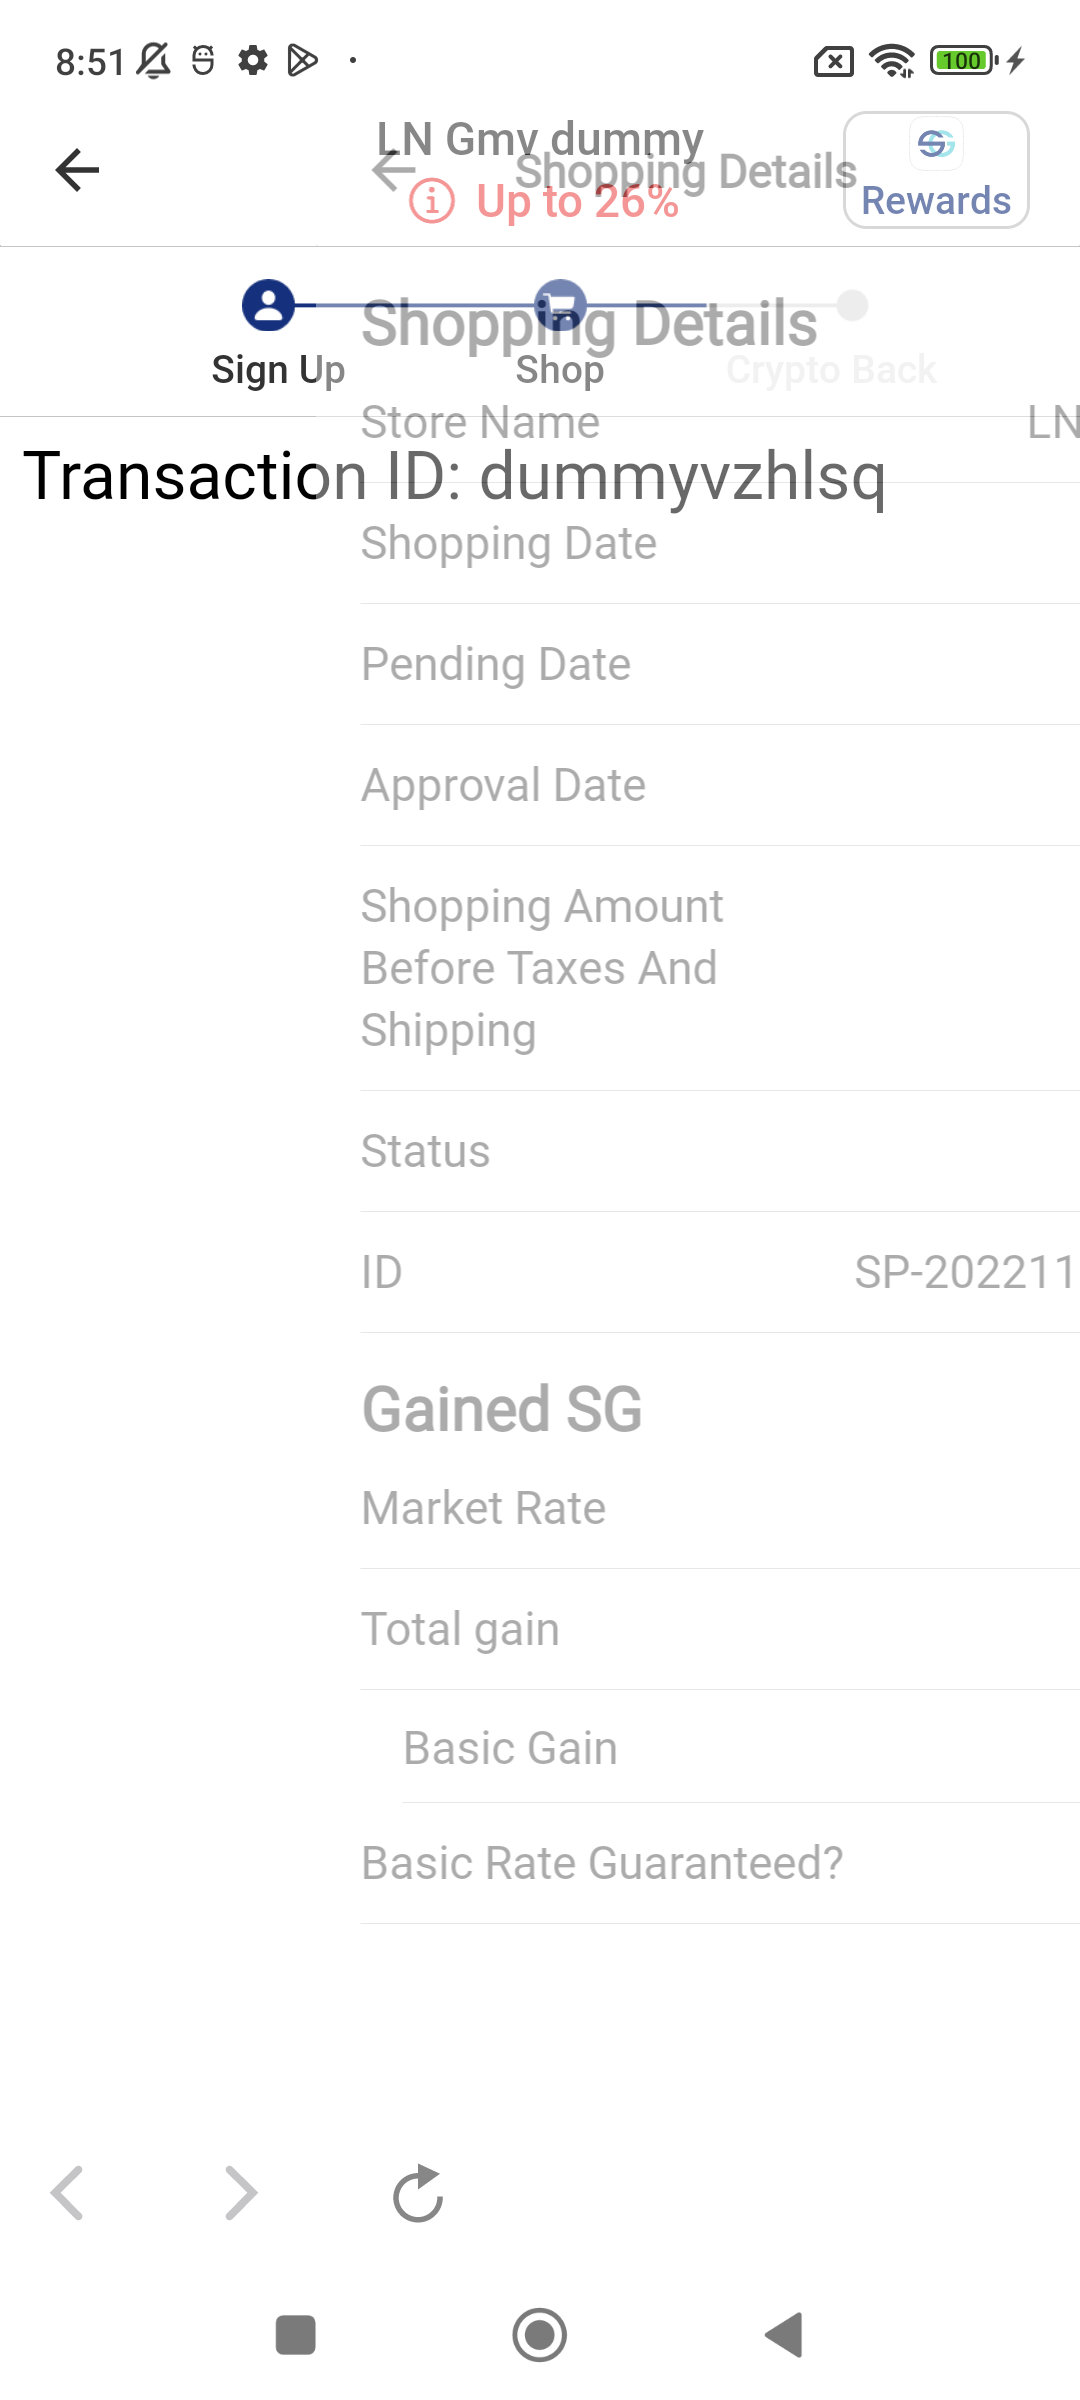 8:51
100
LN Gmv dummy
Shopping Details
Up to 26%
Rewards
Shopping Details
Sign Up
Shop
Crypto Back
Store Name
LN
Transaction ID: dummyvzhlsq
Shopping Date
Pending Date
Approval Date
Shopping Amount
Before Taxes And
Shipping
Status
ID
SP-202211
Gained SG
Market Rate
Total gain
Basic Gain
Basic Rate Guaranteed?